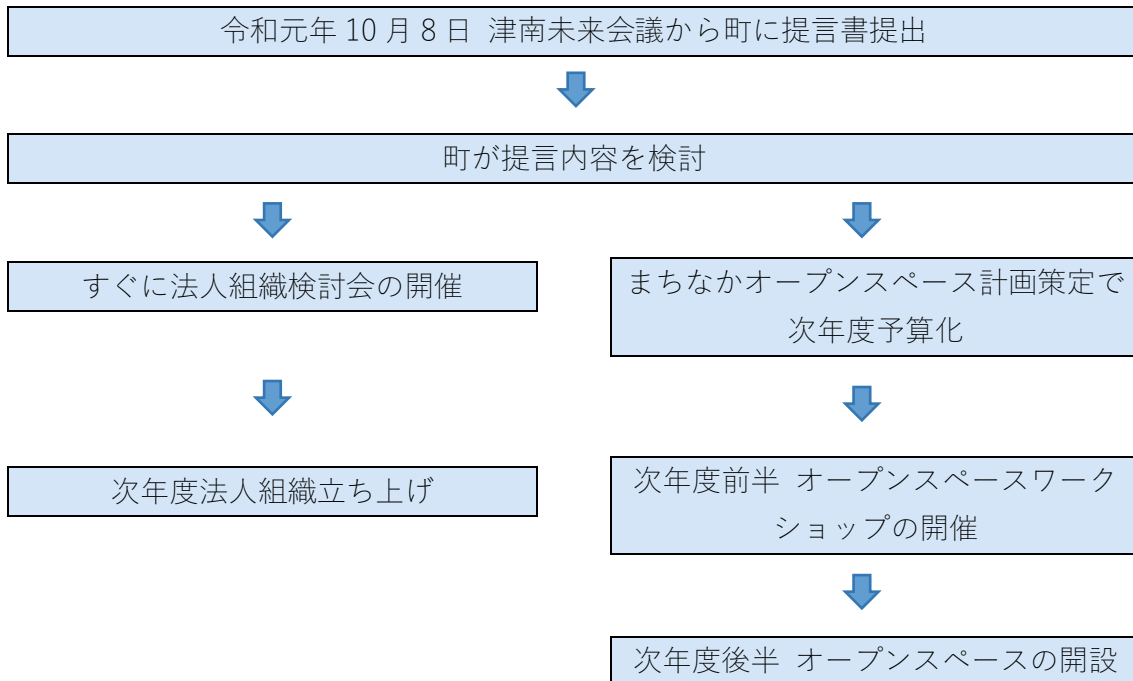 令和元年 10 月 8 日 津南未来会議から町に提言書提出
町が提言内容を検討
すぐに法人組織検討会の開催
まちなかオープンスペース計画策定で
次年度予算化
次年度法人組織立ち上げ
次年度前半 オープンスペースワーク
ショップの開催
次年度後半 オープンスペースの開設